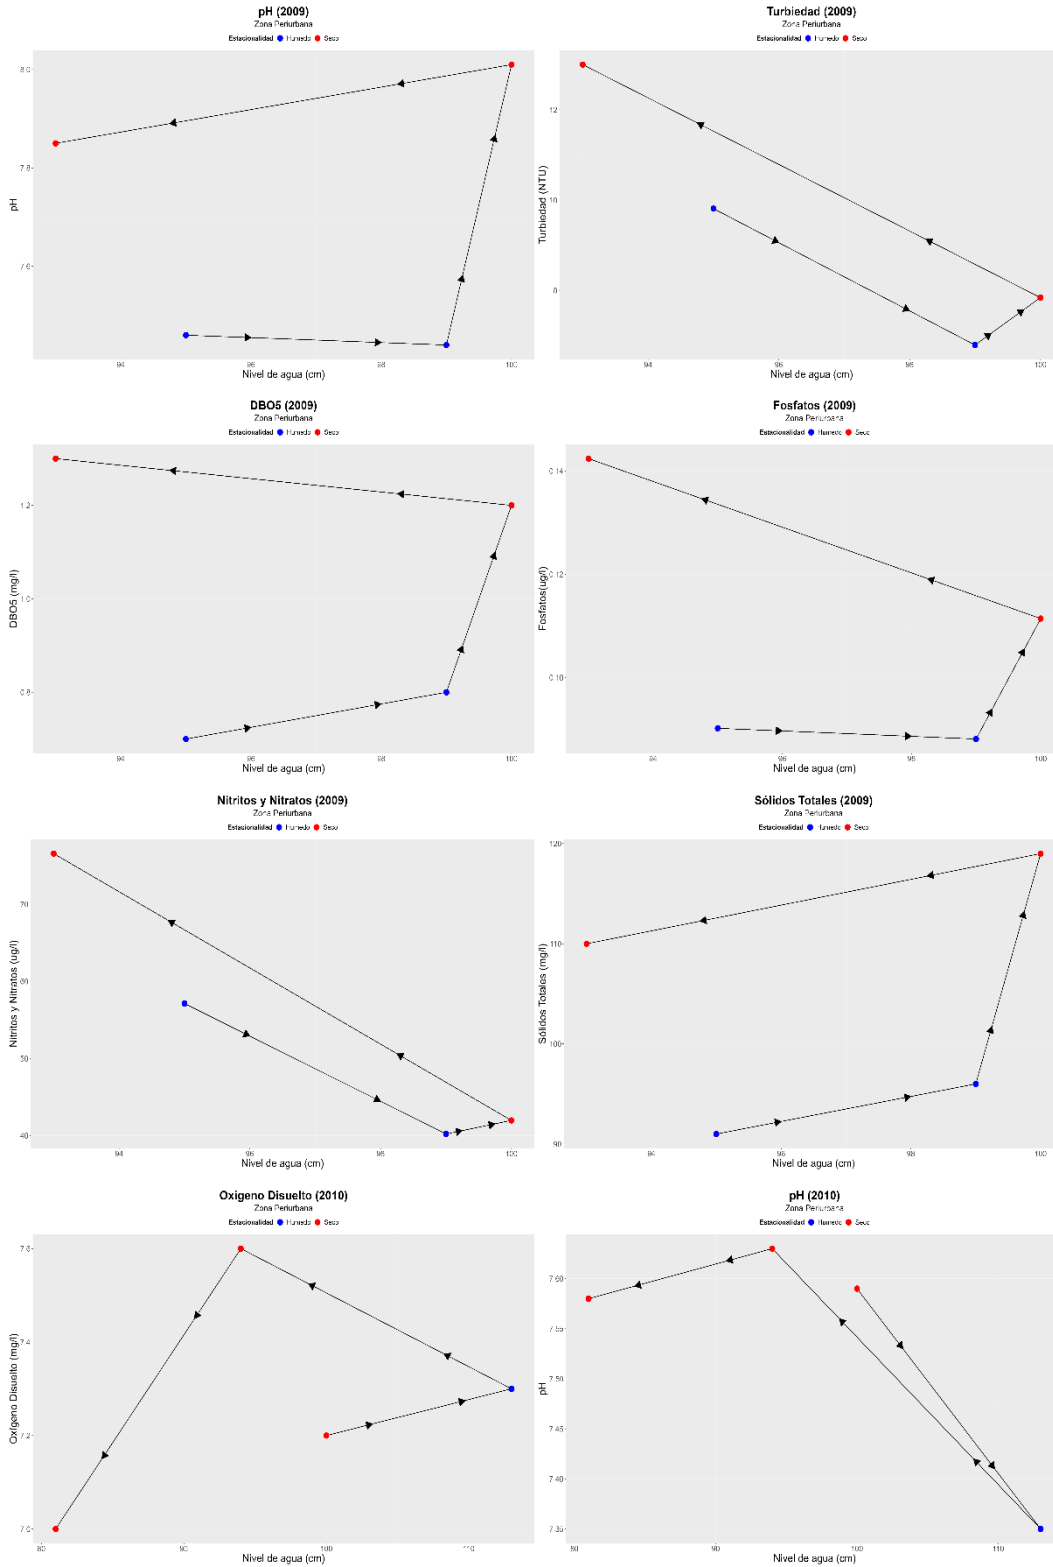 pH (2009)
Zona Periurbana
Estacionalidad Humedo Seco
8.0
7.8
7.6
pH
94 96 98 100
Nivel de agua (cm)
Turbiedad (2009)
Zona Periurbana
Estacionalidad Humedo Seco
12
10
8
Turbiedad (NTU)
94 96 98 100
Nivel de agua (cm)
DBO5 (2009)
Zona Periurbana
Estacionalidad Humedo Seco
1.2
1.0
0.8
DBO5 (mg/l)
94 96 98 100
Nivel de agua (cm)
Fosfatos (2009)
Zona Periurbana
Estacionalidad Humedo Seco
0.14
0.12
0.10
Fosfatos(ug/l)
94 96 98 100
Nivel de agua (cm)
Nitritos y Nitratos (2009)
Zona Periurbana
Estacionalidad Humedo Seco
70
60
50
40
Nitritos y Nitratos (ug/l)
94 96 98 100
Nivel de agua (cm)
Sólidos Totales (2009)
Zona Periurbana
Estacionalidad Humedo Seco
120
110
100
90
Sólidos Totales (mg/l)
94 96 98 100
Nivel de agua (cm)
Oxígeno Disuelto (2010)
Zona Periurbana
Estacionalidad Humedo Seco
7.6
7.4
7.2
7.0
Oxígeno Disuelto (mg/l)
80 90 100 110
Nivel de agua (cm)
pH (2010)
Zona Periurbana
Estacionalidad Humedo Seco
7.60
7.55
7.50
7.45
7.40
7.35
pH
80 90 100 110
Nivel de agua (cm)